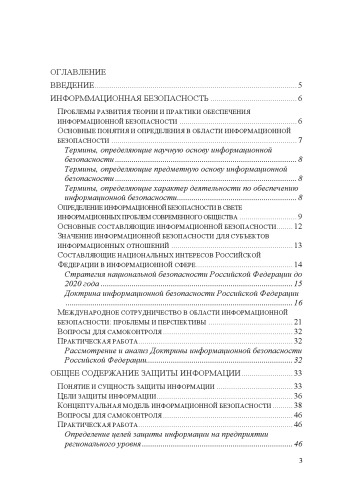 ОГЛАВЛЕНИЕ
ВВЕДЕНИЕ ... 5
ИНФОРММАЦИОННАЯ БЕЗОПАСНОСТЬ ... 6
ПРОБЛЕМЫ РАЗВИТИЯ ТЕОРИИ И ПРАКТИКИ ОБЕСПЕЧЕНИЯ
ИНФОРМАЦИОННОЙ БЕЗОПАСНОСТИ ... 6
ОСНОВНЫЕ ПОНЯТИЯ И ОПРЕДЕЛЕНИЯ В ОБЛАСТИ ИНФОРМАЦИОННОЙ
БЕЗОПАСНОСТИ ... 7
Термины, определяющие научную основу информационной
безопасности ... 8
Термины, определяющие предметную основу информационной
безопасности ... 8
Термины, определяющие характер деятельности по обеспечению
информационной безопасности ... 8
ОПРЕДЕЛЕНИЕ ИНФОРМАЦИОННОЙ БЕЗОПАСНОСТИ В СВЕТЕ
ИНФОРМАЦИОННЫХ ПРОБЛЕМ СОВРЕМЕННОГО ОБЩЕСТВА ... 9
ОСНОВНЫЕ СОСТАВЛЯЮЩИЕ ИНФОРМАЦИОННОЙ БЕЗОПАСНОСТИ ... 12
ЗНАЧЕНИЕ ИНФОРМАЦИОННОЙ БЕЗОПАСНОСТИ ДЛЯ СУБЪЕКТОВ
ИНФОРМАЦИОННЫХ ОТНОШЕНИЙ ... 13
СОСТАВЛЯЮЩИЕ НАЦИОНАЛЬНЫХ ИНТЕРЕСОВ РОССИЙСКОЙ
ФЕДЕРАЦИИ В ИНФОРМАЦИОННОЙ СФЕРЕ ... 14
Стратегия национальной безопасности Российской Федерации до
2020 года ... 15
Доктрина информационной безопасности Российской Федерации
... 16
МЕЖДУНАРОДНОЕ СОТРУДНИЧЕСТВО В ОБЛАСТИ ИНФОРМАЦИОННОЙ
БЕЗОПАСНОСТИ: ПРОБЛЕМЫ И ПЕРСПЕКТИВЫ ... 21
ВОПРОСЫ ДЛЯ САМОКОНТРОЛЯ ... 32
ПРАКТИЧЕСКАЯ РАБОТА ... 32
Рассмотрение и анализ Доктрины информационной безопасности
Российской Федерации ... 32
ОБЩЕЕ СОДЕРЖАНИЕ ЗАЩИТЫ ИНФОРМАЦИИ ... 33
ПОНЯТИЕ И СУЩНОСТЬ ЗАЩИТЫ ИНФОРМАЦИИ ... 33
ЦЕЛИ ЗАЩИТЫ ИНФОРМАЦИИ ... 36
КОНЦЕПТУАЛЬНАЯ МОДЕЛЬ ИНФОРМАЦИОННОЙ БЕЗОПАСНОСТИ ... 38
ВОПРОСЫ ДЛЯ САМОКОНТРОЛЯ ... 46
ПРАКТИЧЕСКАЯ РАБОТА ... 46
Определение целей защиты информации на предприятии
регионального уровня ... 46
3